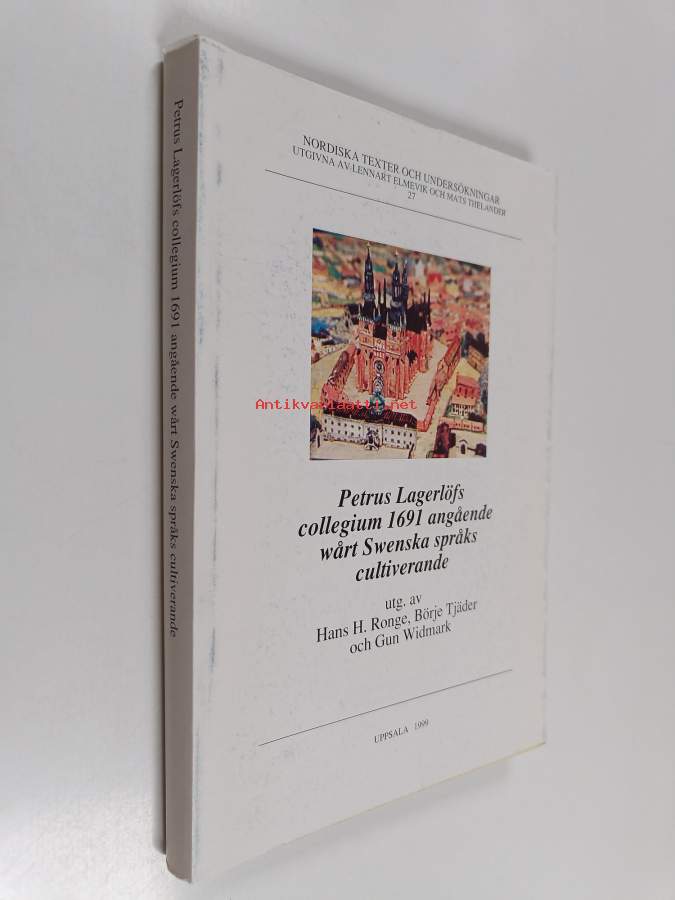 Petrus Lagerlöfs collegium 1691 angående wårt Swenska språks cultiverande
NORDISKA TEXTER OCH UNDERSÖKNINGAR
UTGIVNA AV LENNART ELMEVIK OCH MATS THELANDER
27
Antikvariaatti.net
Petrus Lagerlöfs
collegium 1691 angående
wårt Swenska språks
cultiverande
utg. av
Hans H. Ronge, Börje Tjäder
och Gun Widmark
UPPSALA 1999